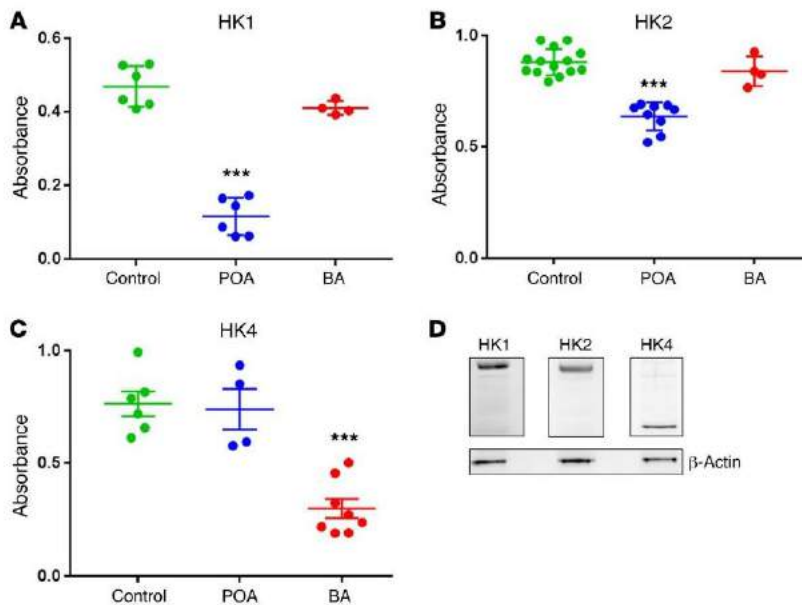 A
HK1
Absorbance
0.6
0.4
0.2
0.0
***
Control
POA
BA
B
HK2
Absorbance
1.0
0.5
0.0
***
Control
POA
BA
C
HK4
Absorbance
1.0
0.5
0.0
***
Control
POA
BA
D
HK1
HK2
HK4
β-Actin